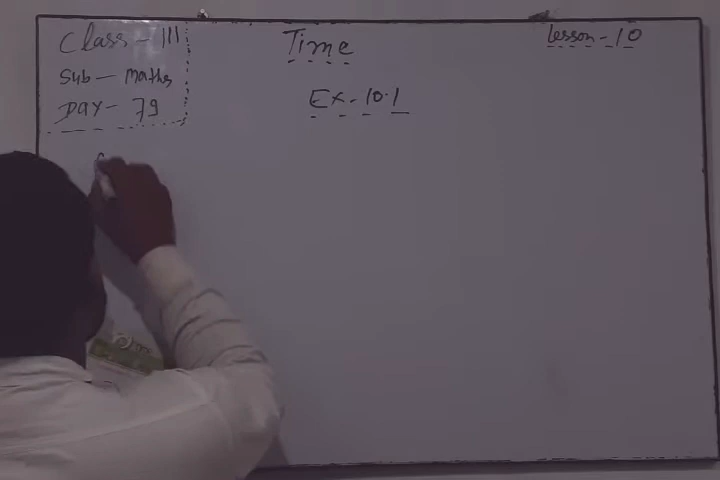 Class - III
Sub - Maths
Day - 79
Time
Ex - 10.1
Lesson - 10